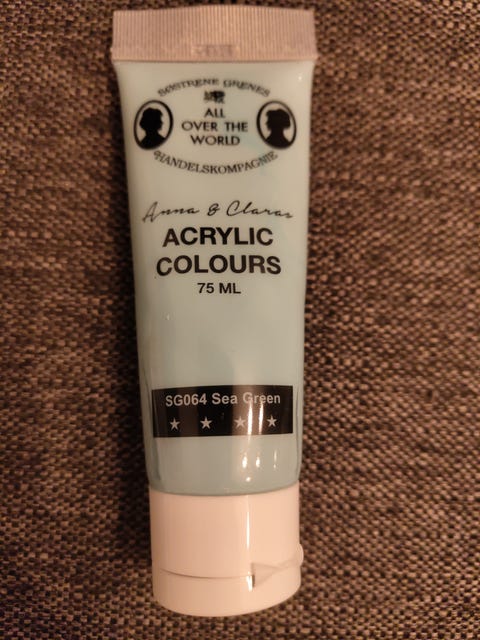 SØSTRENE GRENES
ALL
OVER THE
WORLD
HANDELSKOMPAGNIE
Anna & Claras
ACRYLIC
COLOURS
75 ML
SG064 Sea Green